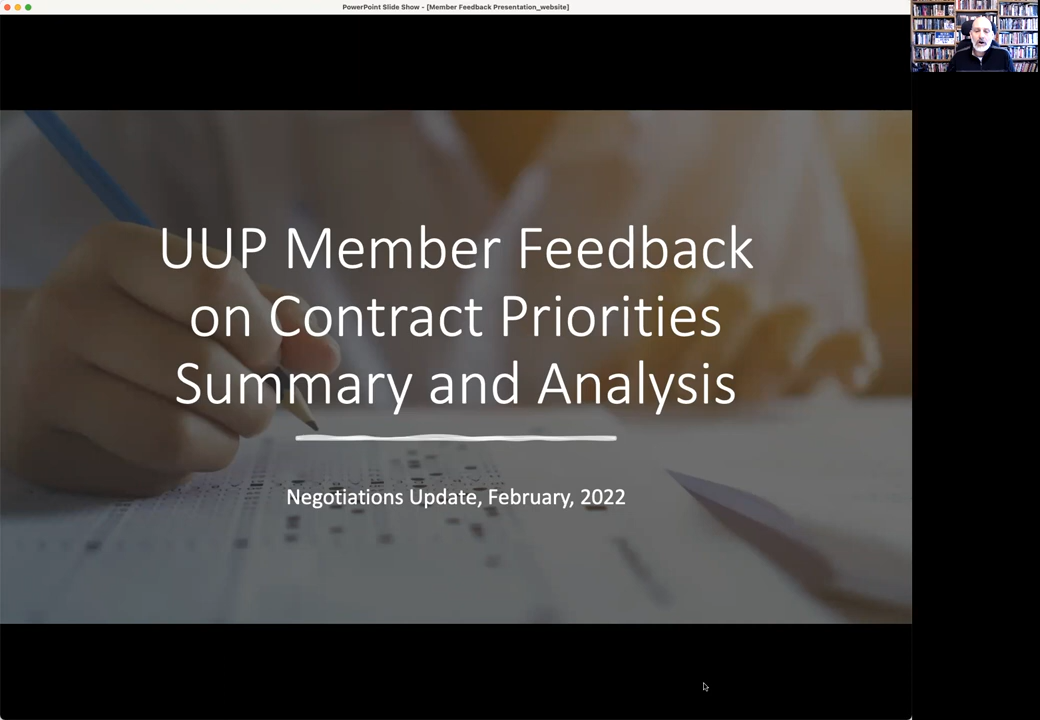 PowerPoint Slide Show - [Member Feedback Presentation_website]
UUP Member Feedback
on Contract Priorities
Summary and Analysis
Negotiations Update, February, 2022